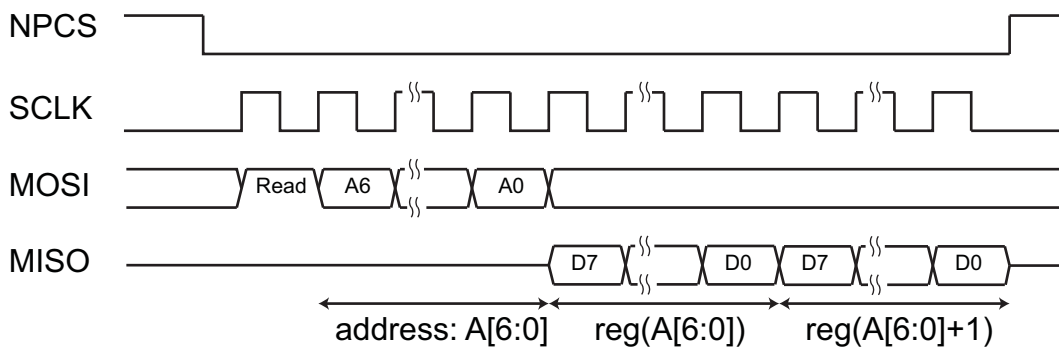 NPCS
SCLK
MOSI Read A6 A0
MISO D7 D0 D7 D0
address: A[6:0] reg(A[6:0]) reg(A[6:0]+1)